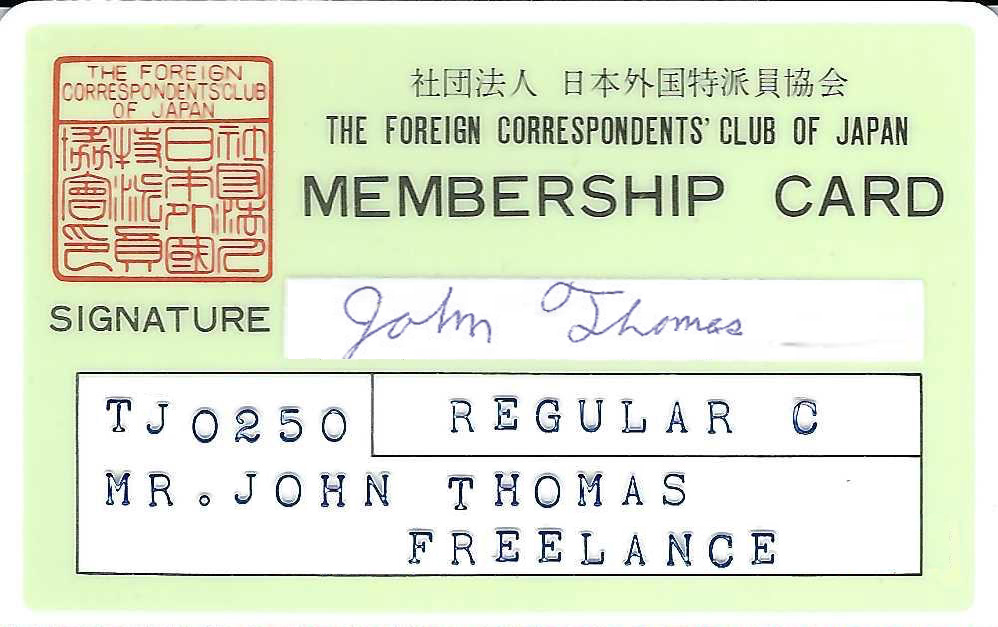 THE FOREIGN
CORRESPONDENTS CLUB
OF JAPAN
社団法人
日本外國
特派員
協會印
社団法人 日本外国特派員協会
THE FOREIGN CORRESPONDENTS' CLUB OF JAPAN
MEMBERSHIP CARD
SIGNATURE John Thomas
TJ0250 REGULAR C
MR.JOHN THOMAS
FREELANCE